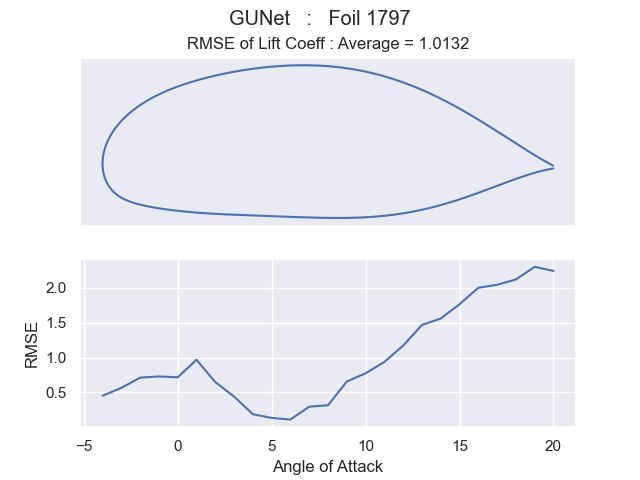 GUNet   :   Foil 1797
RMSE of Lift Coeff : Average = 1.0132
2.0
1.5
1.0
0.5
RMSE
−5 0 5 10 15 20
Angle of Attack